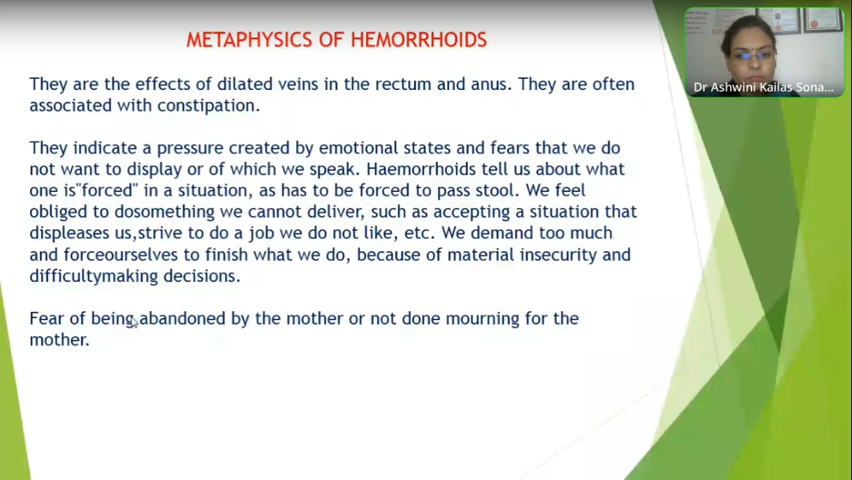 METAPHYSICS OF HEMORRHOIDS
Dr Ashwini Kailas Sona...
They are the effects of dilated veins in the rectum and anus. They are often
associated with constipation.
They indicate a pressure created by emotional states and fears that we do
not want to display or of which we speak. Haemorrhoids tell us about what
one is"forced" in a situation, as has to be forced to pass stool. We feel
obliged to dosomething we cannot deliver, such as accepting a situation that
displeases us,strive to do a job we do not like, etc. We demand too much
and forceourselves to finish what we do, because of material insecurity and
difficultymaking decisions.
Fear of being abandoned by the mother or not done mourning for the
mother.